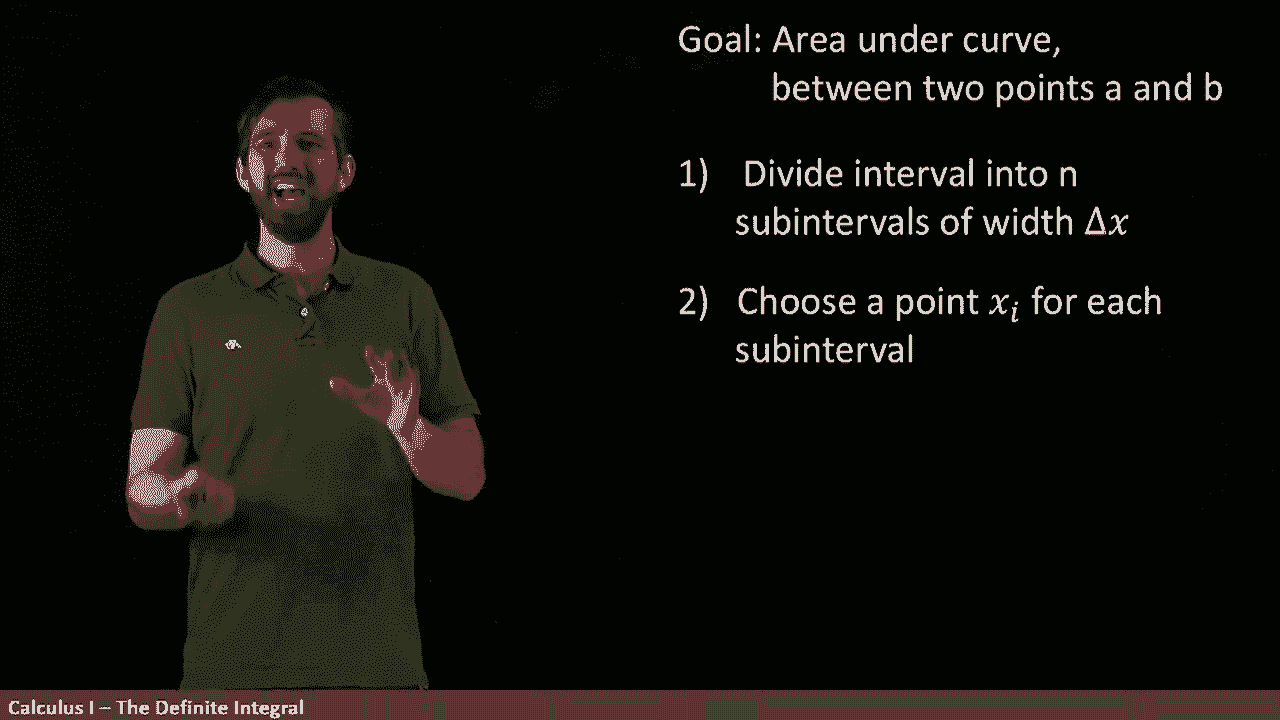 Goal: Area under curve,
between two points a and b
1) Divide interval into n
subintervals of width Δx
2) Choose a point xᵢ for each
subinterval
Calculus I – The Definite Integral